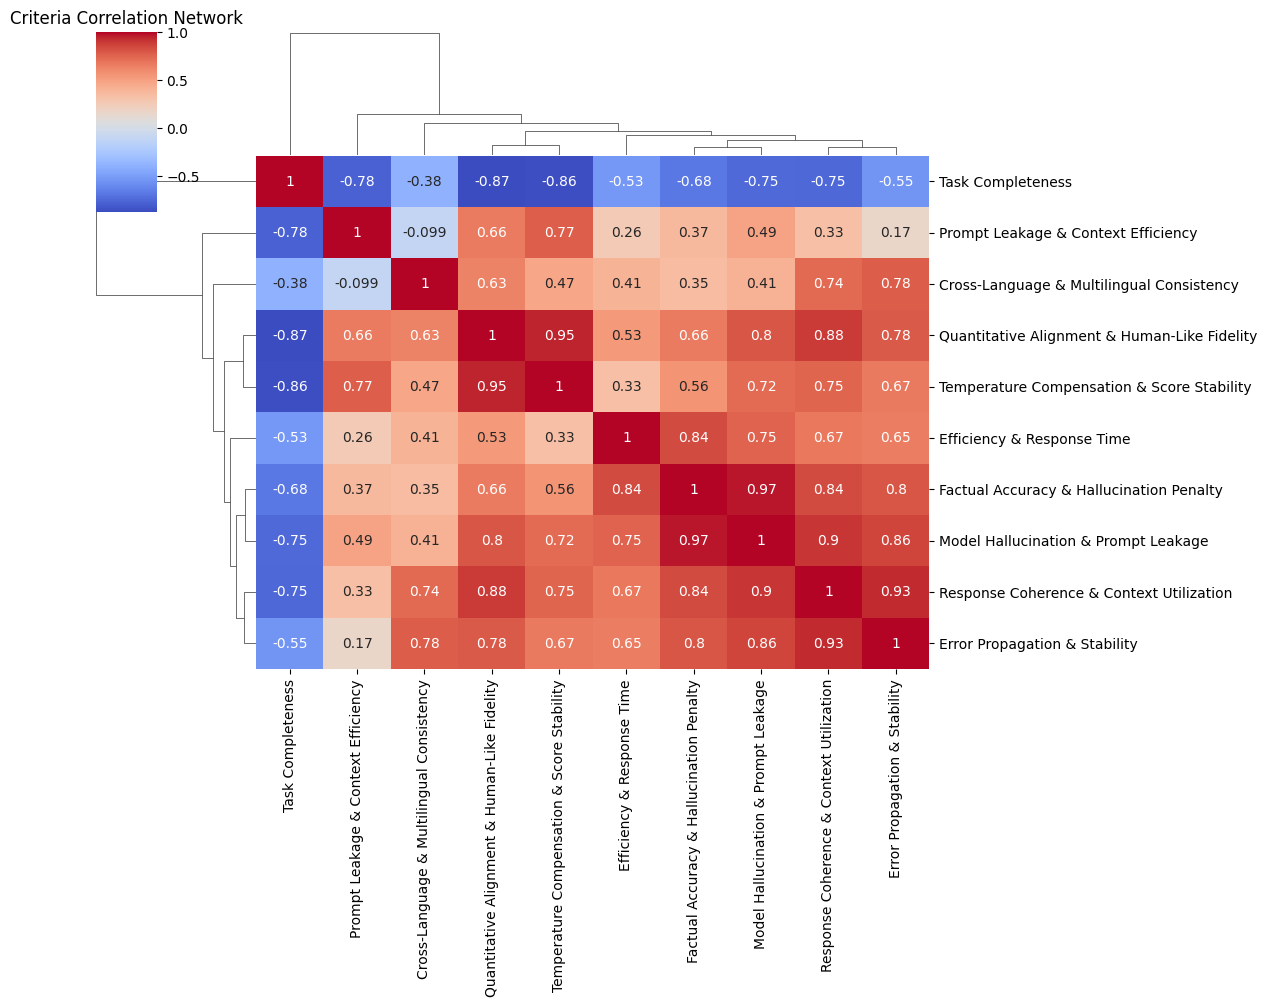 Criteria Correlation Network
1.0
0.5
0.0
−0.5
1 -0.78 -0.38 -0.87 -0.86 -0.53 -0.68 -0.75 -0.75 -0.55 Task Completeness
-0.78 1 -0.099 0.66 0.77 0.26 0.37 0.49 0.33 0.17 Prompt Leakage & Context Efficiency
-0.38 -0.099 1 0.63 0.47 0.41 0.35 0.41 0.74 0.78 Cross-Language & Multilingual Consistency
-0.87 0.66 0.63 1 0.95 0.53 0.66 0.8 0.88 0.78 Quantitative Alignment & Human-Like Fidelity
-0.86 0.77 0.47 0.95 1 0.33 0.56 0.72 0.75 0.67 Temperature Compensation & Score Stability
-0.53 0.26 0.41 0.53 0.33 1 0.84 0.75 0.67 0.65 Efficiency & Response Time
-0.68 0.37 0.35 0.66 0.56 0.84 1 0.97 0.84 0.8 Factual Accuracy & Hallucination Penalty
-0.75 0.49 0.41 0.8 0.72 0.75 0.97 1 0.9 0.86 Model Hallucination & Prompt Leakage
-0.75 0.33 0.74 0.88 0.75 0.67 0.84 0.9 1 0.93 Response Coherence & Context Utilization
-0.55 0.17 0.78 0.78 0.67 0.65 0.8 0.86 0.93 1 Error Propagation & Stability
Task Completeness
Prompt Leakage & Context Efficiency
Cross-Language & Multilingual Consistency
Quantitative Alignment & Human-Like Fidelity
Temperature Compensation & Score Stability
Efficiency & Response Time
Factual Accuracy & Hallucination Penalty
Model Hallucination & Prompt Leakage
Response Coherence & Context Utilization
Error Propagation & Stability